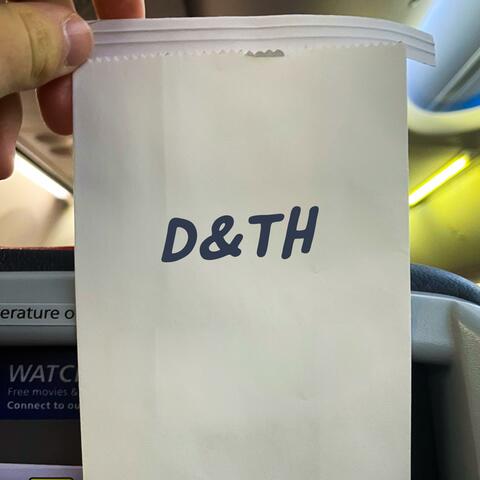 D&TH
erature o
WATC
Free movies &
Connect to ou